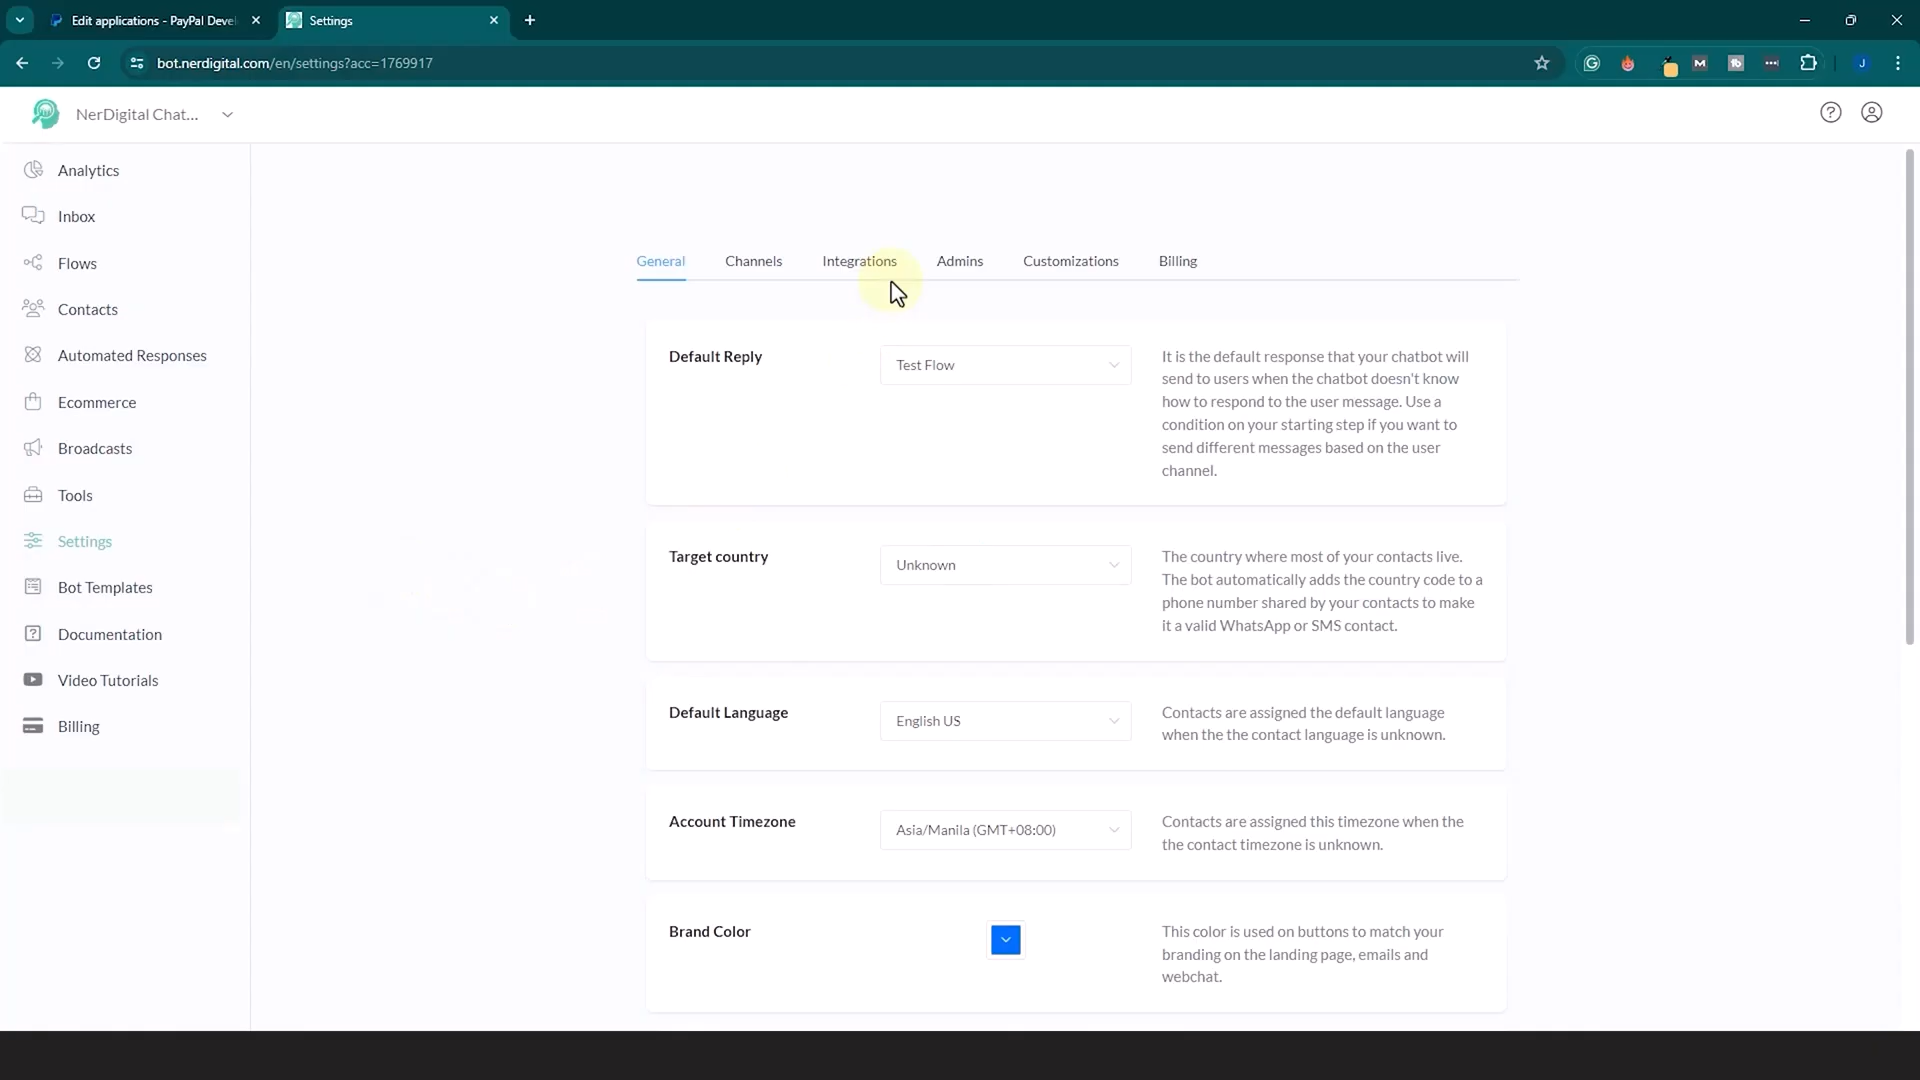 Edit applications - PayPal Devel
Settings
bot.nerdigital.com/en/settings?acc=1769917
J
NerDigital Chat...
Analytics
Inbox
Flows
Contacts
Automated Responses
Ecommerce
Broadcasts
Tools
Settings
Bot Templates
Documentation
Video Tutorials
Billing
General
Channels
Integrations
Admins
Customizations
Billing
Default Reply
Test Flow
It is the default response that your chatbot will
send to users when the chatbot doesn't know
how to respond to the user message. Use a
condition on your starting step if you want to
send different messages based on the user
channel.
Target country
Unknown
The country where most of your contacts live.
The bot automatically adds the country code to a
phone number shared by your contacts to make
it a valid WhatsApp or SMS contact.
Default Language
English US
Contacts are assigned the default language
when the the contact language is unknown.
Account Timezone
Asia/Manila (GMT+08:00)
Contacts are assigned this timezone when the
the contact timezone is unknown.
Brand Color
This color is used on buttons to match your
branding on the landing page, emails and
webchat.